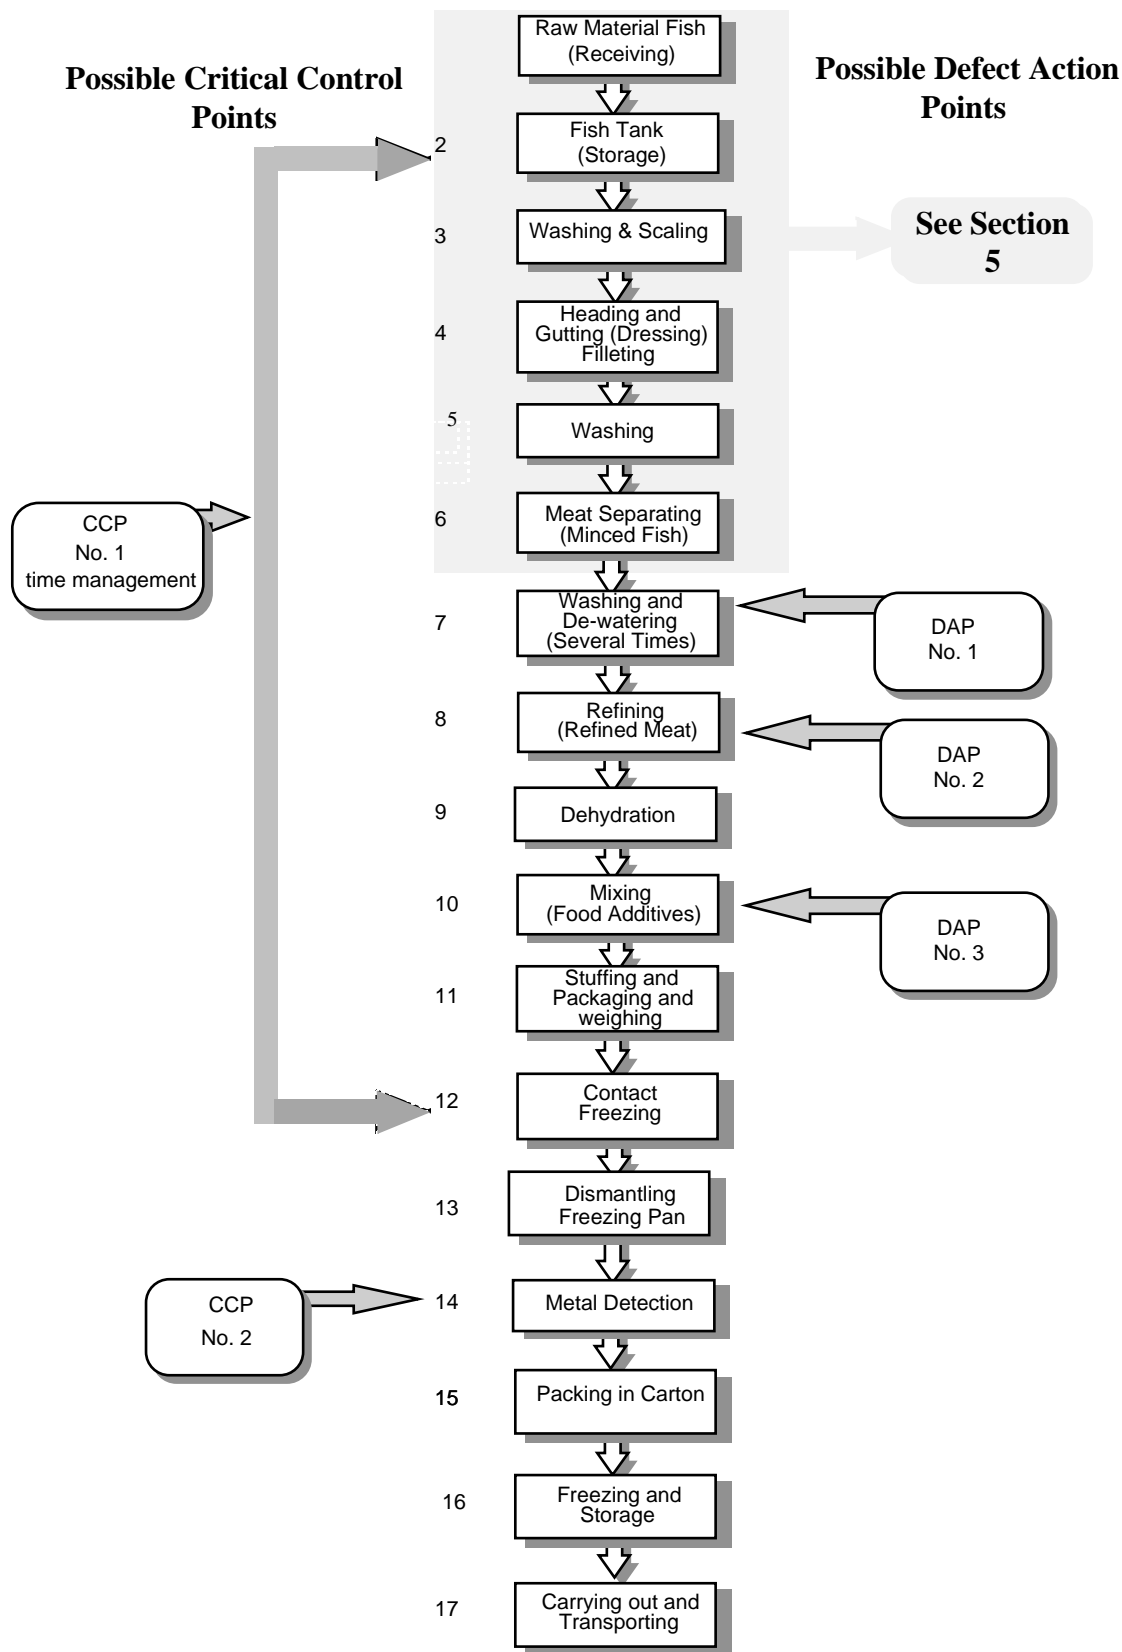 Raw Material Fish
(Receiving)
Possible Critical Control
Points
Possible Defect Action
Points
2
Fish Tank
(Storage)
3
Washing & Scaling
See Section
5
4
Heading and
Gutting (Dressing)
Filleting
5
Washing
6
Meat Separating
(Minced Fish)
CCP
No. 1
time management
7
Washing and
De-watering
(Several Times)
DAP
No. 1
8
Refining
(Refined Meat)
DAP
No. 2
9
Dehydration
10
Mixing
(Food Additives)
DAP
No. 3
11
Stuffing and
Packaging and
weighing
12
Contact
Freezing
13
Dismantling
Freezing Pan
CCP
No. 2
14
Metal Detection
15
Packing in Carton
16
Freezing and
Storage
17
Carrying out and
Transporting